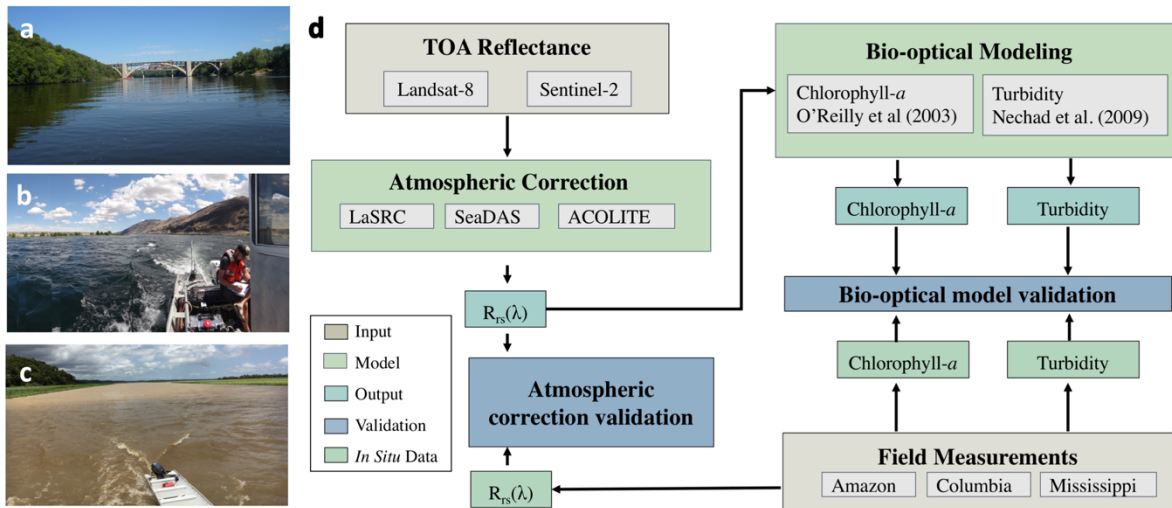 a
b
c
d
TOA Reflectance
Landsat-8
Sentinel-2
Atmospheric Correction
LaSRC
SeaDAS
ACOLITE
Rrs(λ)
Input
Model
Output
Validation
In Situ Data
Atmospheric
correction validation
Rrs(λ)
Bio-optical Modeling
Chlorophyll-a
O'Reilly et al (2003)
Turbidity
Nechad et al. (2009)
Chlorophyll-a
Turbidity
Bio-optical model validation
Chlorophyll-a
Turbidity
Field Measurements
Amazon
Columbia
Mississippi